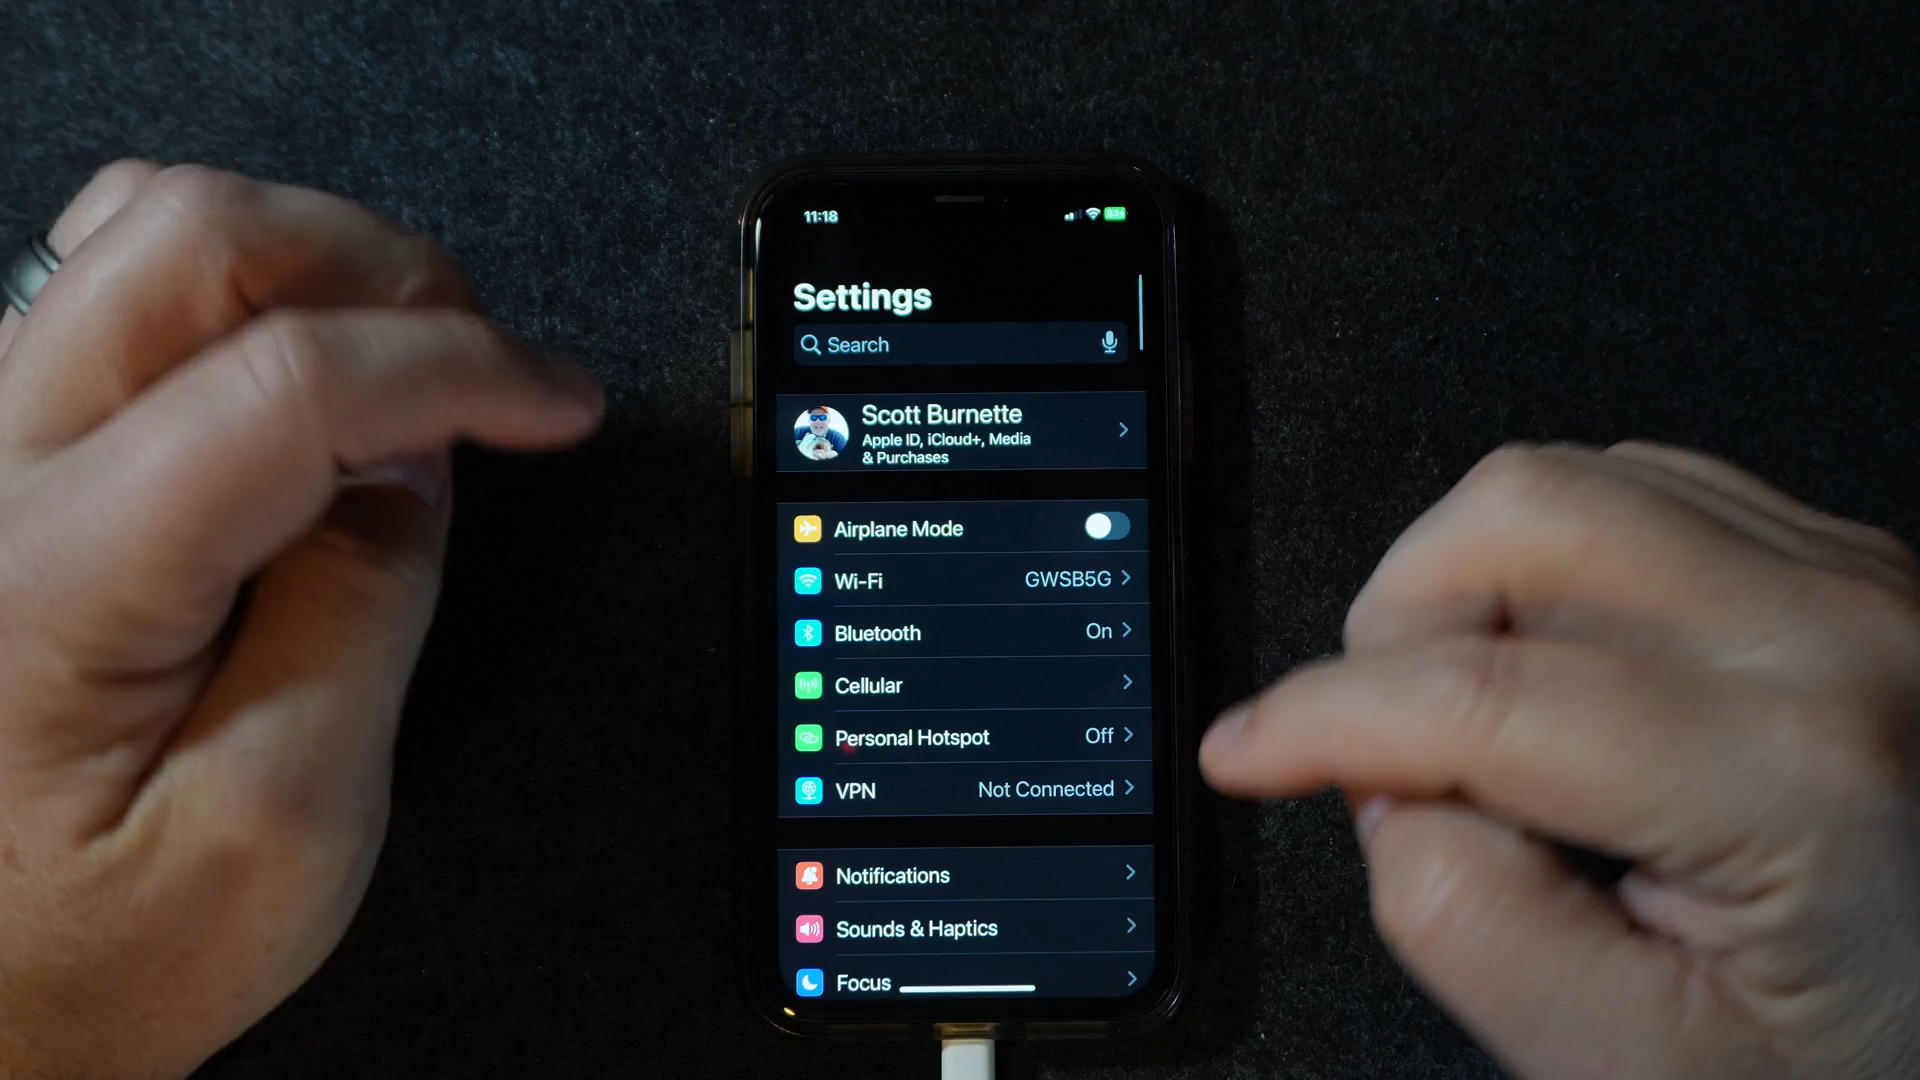 11:18
Settings
Search
Scott Burnette
Apple ID, iCloud+, Media
& Purchases
Airplane Mode
Wi-Fi GWSB5G
Bluetooth On
Cellular
Personal Hotspot Off
VPN Not Connected
Notifications
Sounds & Haptics
Focus